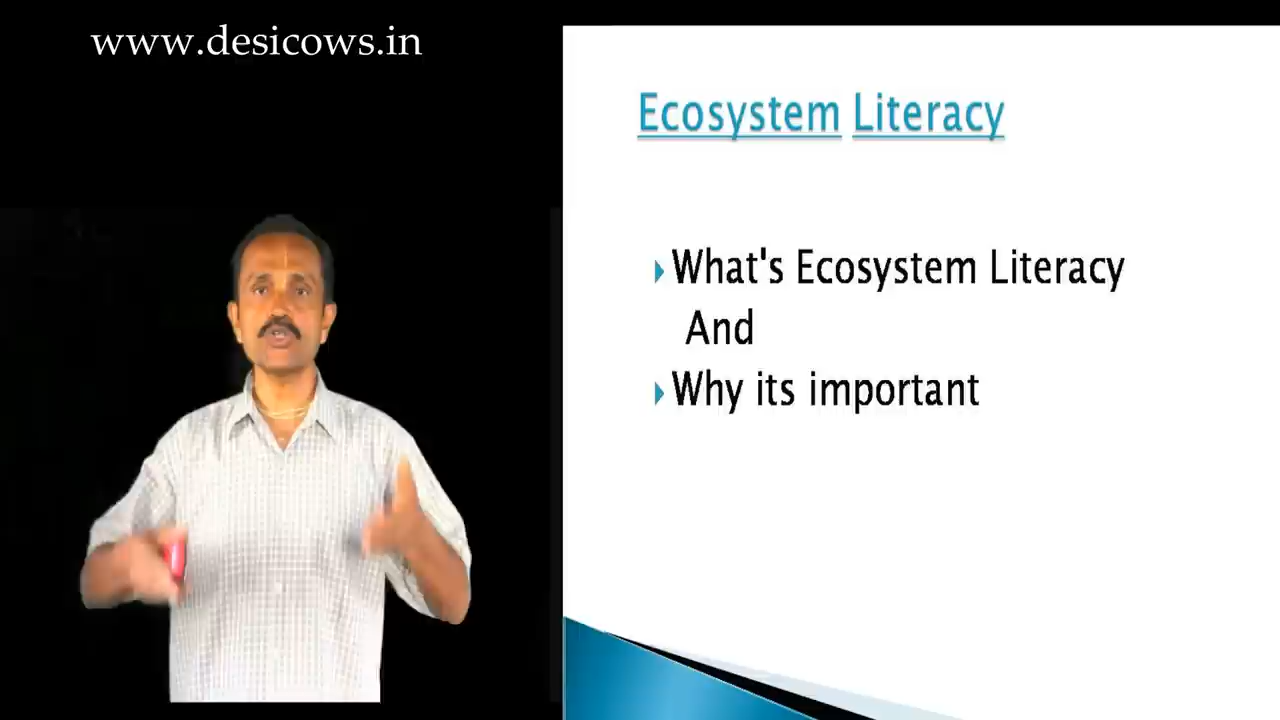 www.desicows.in
Ecosystem Literacy
What's Ecosystem Literacy
And
Why its important